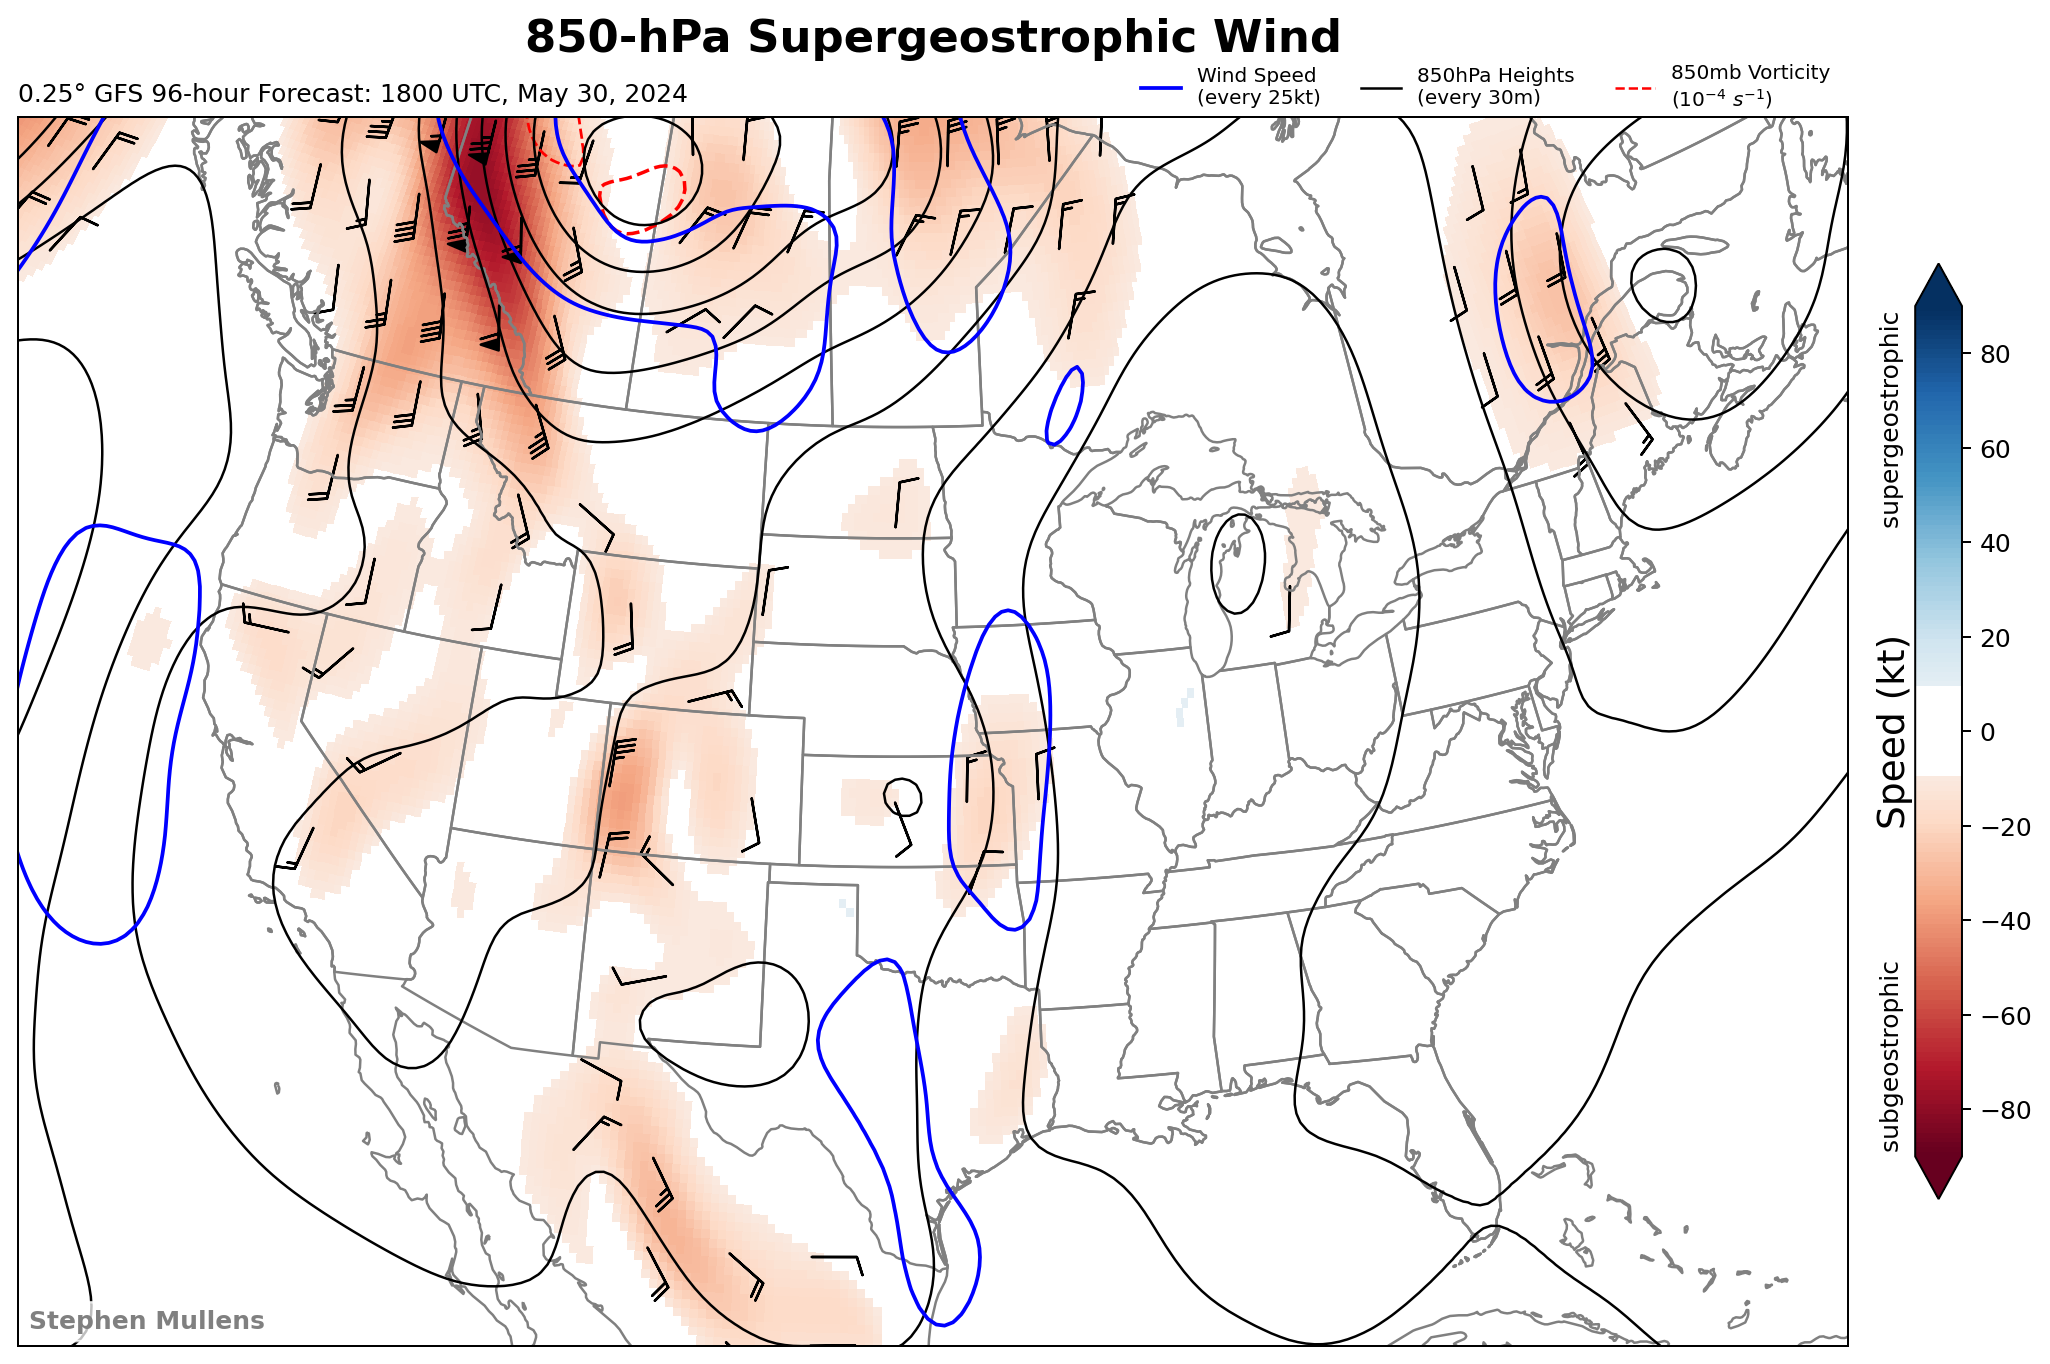 850-hPa Supergeostrophic Wind
0.25° GFS 96-hour Forecast: 1800 UTC, May 30, 2024
Wind Speed
(every 25kt)
850hPa Heights
(every 30m)
850mb Vorticity
(10⁻⁴ s⁻¹)
supergeostrophic
Speed (kt)
subgeostrophic
80
60
40
20
0
−20
−40
−60
−80
Stephen Mullens